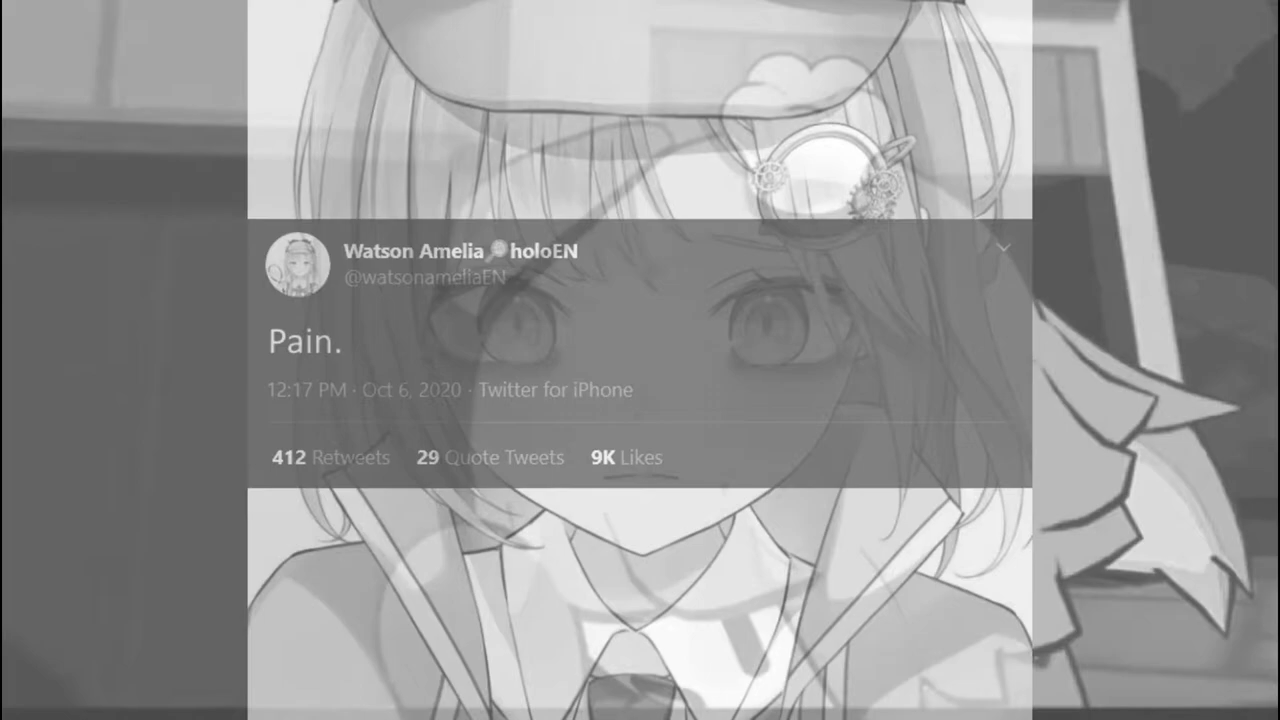 Watson Amelia🔎holoEN
@watsonameliaEN
Pain.
12:17 PM · Oct 6, 2020 · Twitter for iPhone
412 Retweets 29 Quote Tweets 9K Likes